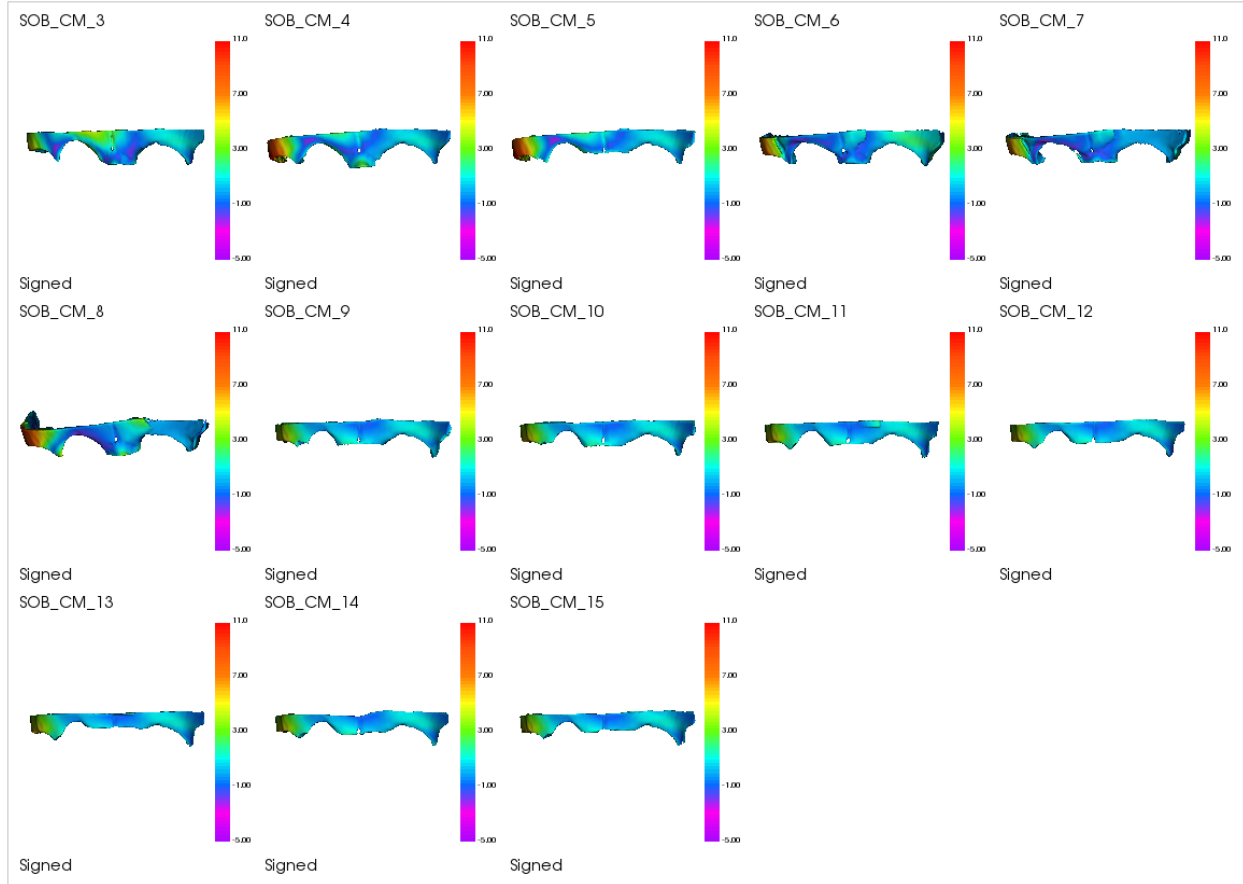 SOB_CM_3 SOB_CM_4 SOB_CM_5 SOB_CM_6 SOB_CM_7
11.0 11.0 11.0 11.0 11.0
7.00 7.00 7.00 7.00 7.00
3.00 3.00 3.00 3.00 3.00
-1.00 -1.00 -1.00 -1.00 -1.00
-5.00 -5.00 -5.00 -5.00 -5.00
Signed Signed Signed Signed Signed
SOB_CM_8 SOB_CM_9 SOB_CM_10 SOB_CM_11 SOB_CM_12
11.0 11.0 11.0 11.0 11.0
7.00 7.00 7.00 7.00 7.00
3.00 3.00 3.00 3.00 3.00
-1.00 -1.00 -1.00 -1.00 -1.00
-5.00 -5.00 -5.00 -5.00 -5.00
Signed Signed Signed Signed Signed
SOB_CM_13 SOB_CM_14 SOB_CM_15
11.0 11.0 11.0
7.00 7.00 7.00
3.00 3.00 3.00
-1.00 -1.00 -1.00
-5.00 -5.00 -5.00
Signed Signed Signed